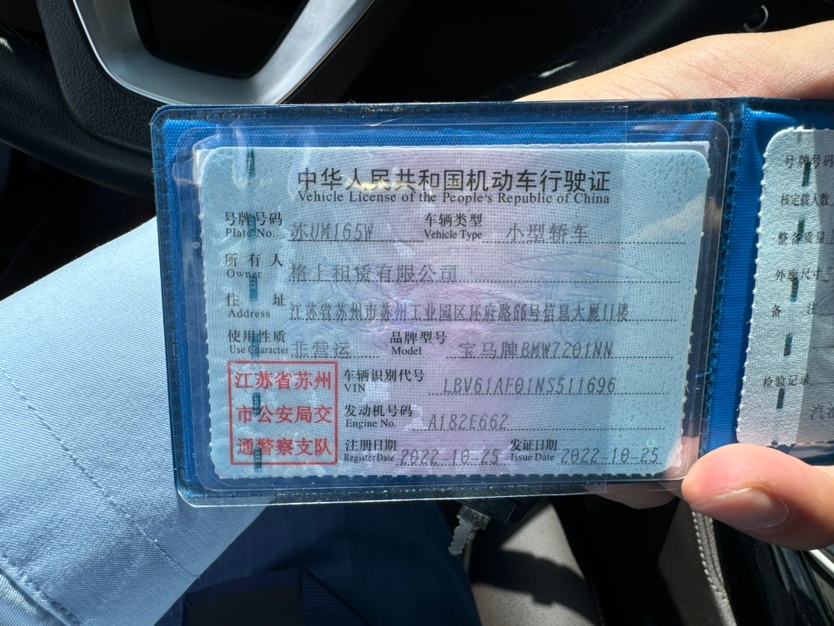 中华人民共和国机动车行驶证
Vehicle License of the People's Republic of China
号牌号码 苏UM165W 车辆类型 小型轿车
Plate No. Vehicle Type
所有人 格上租赁有限公司
Owner
住址 江苏省苏州市苏州工业园区环府路66号信息大厦11楼
Address
使用性质 非营运 品牌型号 宝马牌BMW7201NN
Use Character Model
江苏省苏州
市公安局交
通警察支队
车辆识别代号 LBV61AF01NS511696
VIN
发动机号码 A182E662
Engine No.
注册日期 2022-10-25 发证日期 2022-10-25
Register Date Issue Date
号牌号码
核定载人数
整备质量
外廓尺寸
备 注
检验记录